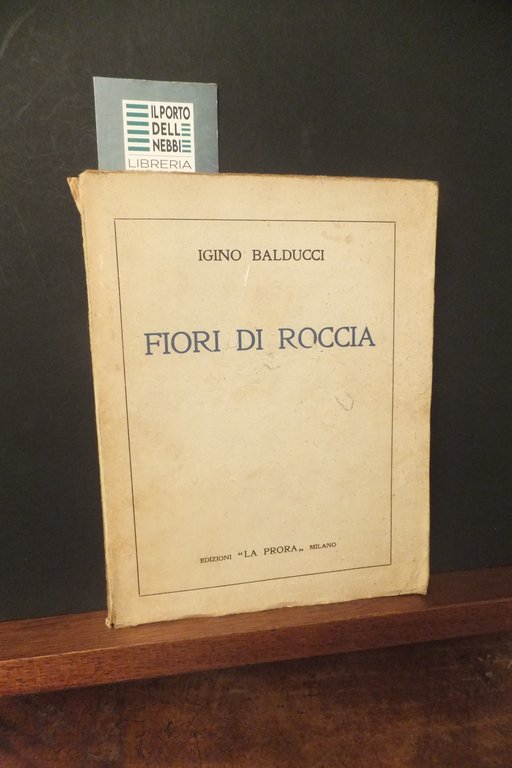 IL PORTO
DELLE
NEBBIE
LIBRERIA
IGINO BALDUCCI
FIORI DI ROCCIA
EDIZIONI "LA PRORA„ MILANO